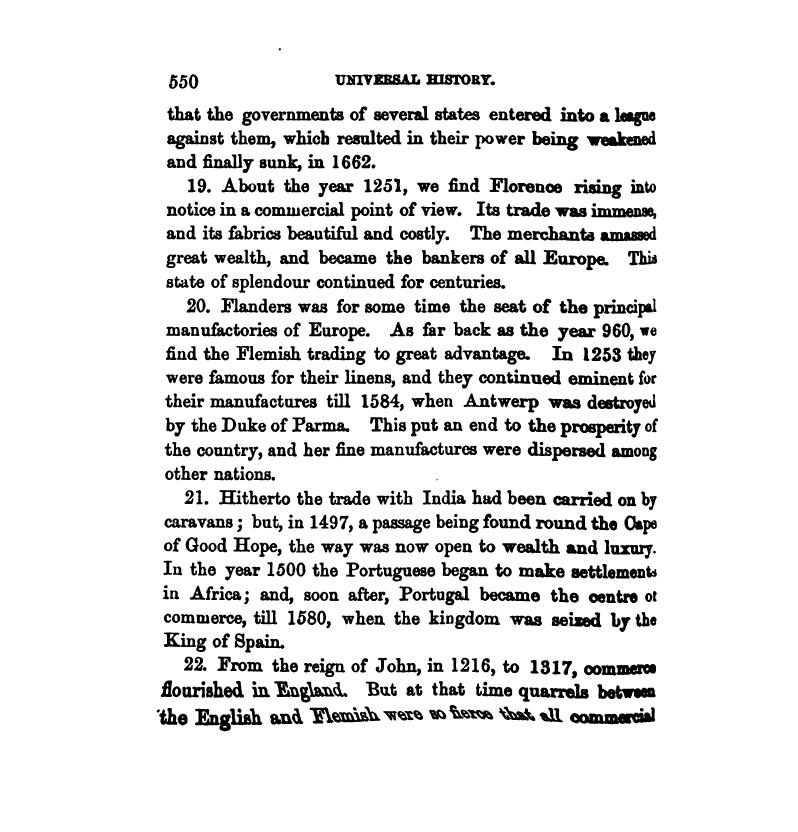 550 UNIVERSAL HISTORY.
that the governments of several states entered into a league
against them, which resulted in their power being weakened
and finally sunk, in 1662.
19. About the year 1251, we find Florence rising into
notice in a commercial point of view. Its trade was immense,
and its fabrics beautiful and costly. The merchants amassed
great wealth, and became the bankers of all Europe. This
state of splendour continued for centuries.
20. Flanders was for some time the seat of the principal
manufactories of Europe. As far back as the year 960, we
find the Flemish trading to great advantage. In 1253 they
were famous for their linens, and they continued eminent for
their manufactures till 1584, when Antwerp was destroyed
by the Duke of Parma. This put an end to the prosperity of
the country, and her fine manufactures were dispersed among
other nations.
21. Hitherto the trade with India had been carried on by
caravans; but, in 1497, a passage being found round the Cape
of Good Hope, the way was now open to wealth and luxury.
In the year 1500 the Portuguese began to make settlements
in Africa; and, soon after, Portugal became the centre of
commerce, till 1580, when the kingdom was seized by the
King of Spain.
22. From the reign of John, in 1216, to 1317, commerce
flourished in England. But at that time quarrels between
the English and Flemish were so fierce that all commercial